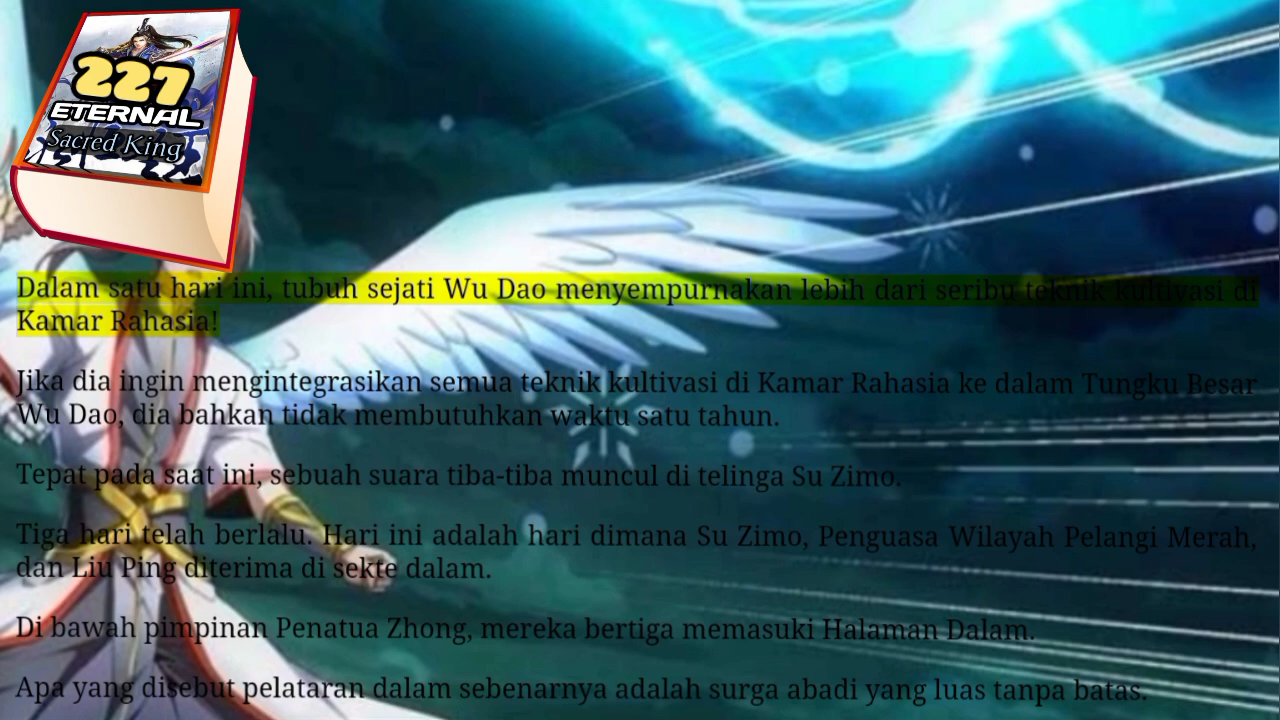 227
ETERNAL
Sacred King
Dalam satu hari ini, tubuh sejati Wu Dao menyempurnakan lebih dari seribu teknik kultivasi di
Kamar Rahasia!
Jika dia ingin mengintegrasikan semua teknik kultivasi di Kamar Rahasia ke dalam Tungku Besar
Wu Dao, dia bahkan tidak membutuhkan waktu satu tahun.
Tepat pada saat ini, sebuah suara tiba-tiba muncul di telinga Su Zimo.
Tiga hari telah berlalu. Hari ini adalah hari dimana Su Zimo, Penguasa Wilayah Pelangi Merah,
dan Liu Ping diterima di sekte dalam.
Di bawah pimpinan Penatua Zhong, mereka bertiga memasuki Halaman Dalam.
Apa yang disebut pelataran dalam sebenarnya adalah surga abadi yang luas tanpa batas.